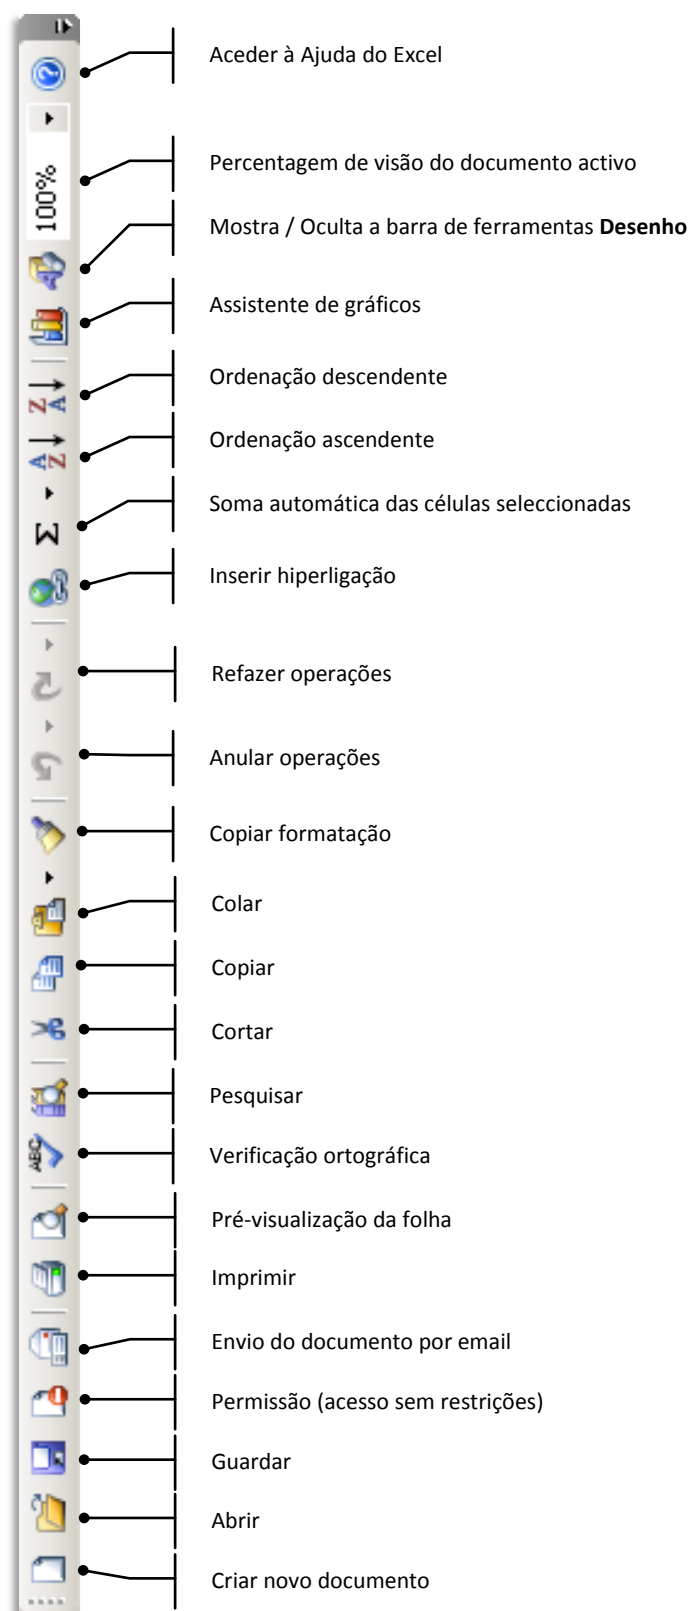 Aceder à Ajuda do Excel
100%
Percentagem de visão do documento activo
Mostra / Oculta a barra de ferramentas Desenho
Assistente de gráficos
Z A
Ordenação descendente
A Z
Ordenação ascendente
Σ
Soma automática das células seleccionadas
Inserir hiperligação
Refazer operações
Anular operações
Copiar formatação
Colar
Copiar
Cortar
Pesquisar
ABC
Verificação ortográfica
Pré-visualização da folha
Imprimir
Envio do documento por email
Permissão (acesso sem restrições)
Guardar
Abrir
Criar novo documento